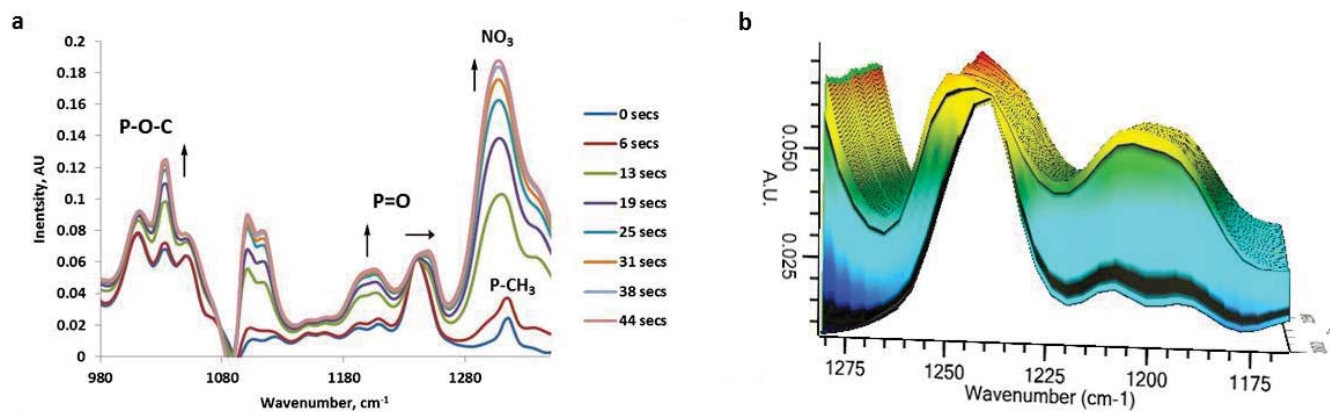 a
0.2
0.18
0.16
0.14
0.12
0.1
0.08
0.06
0.04
0.02
0
Inentsity, AU
980
1080
1180
1280
Wavenumber, cm-1
P-O-C
P=O
NO3
P-CH3
0 secs
6 secs
13 secs
19 secs
25 secs
31 secs
38 secs
44 secs
b
0.050
0.025
A.U.
1275
1250
1225
1200
1175
Wavenumber (cm-1)